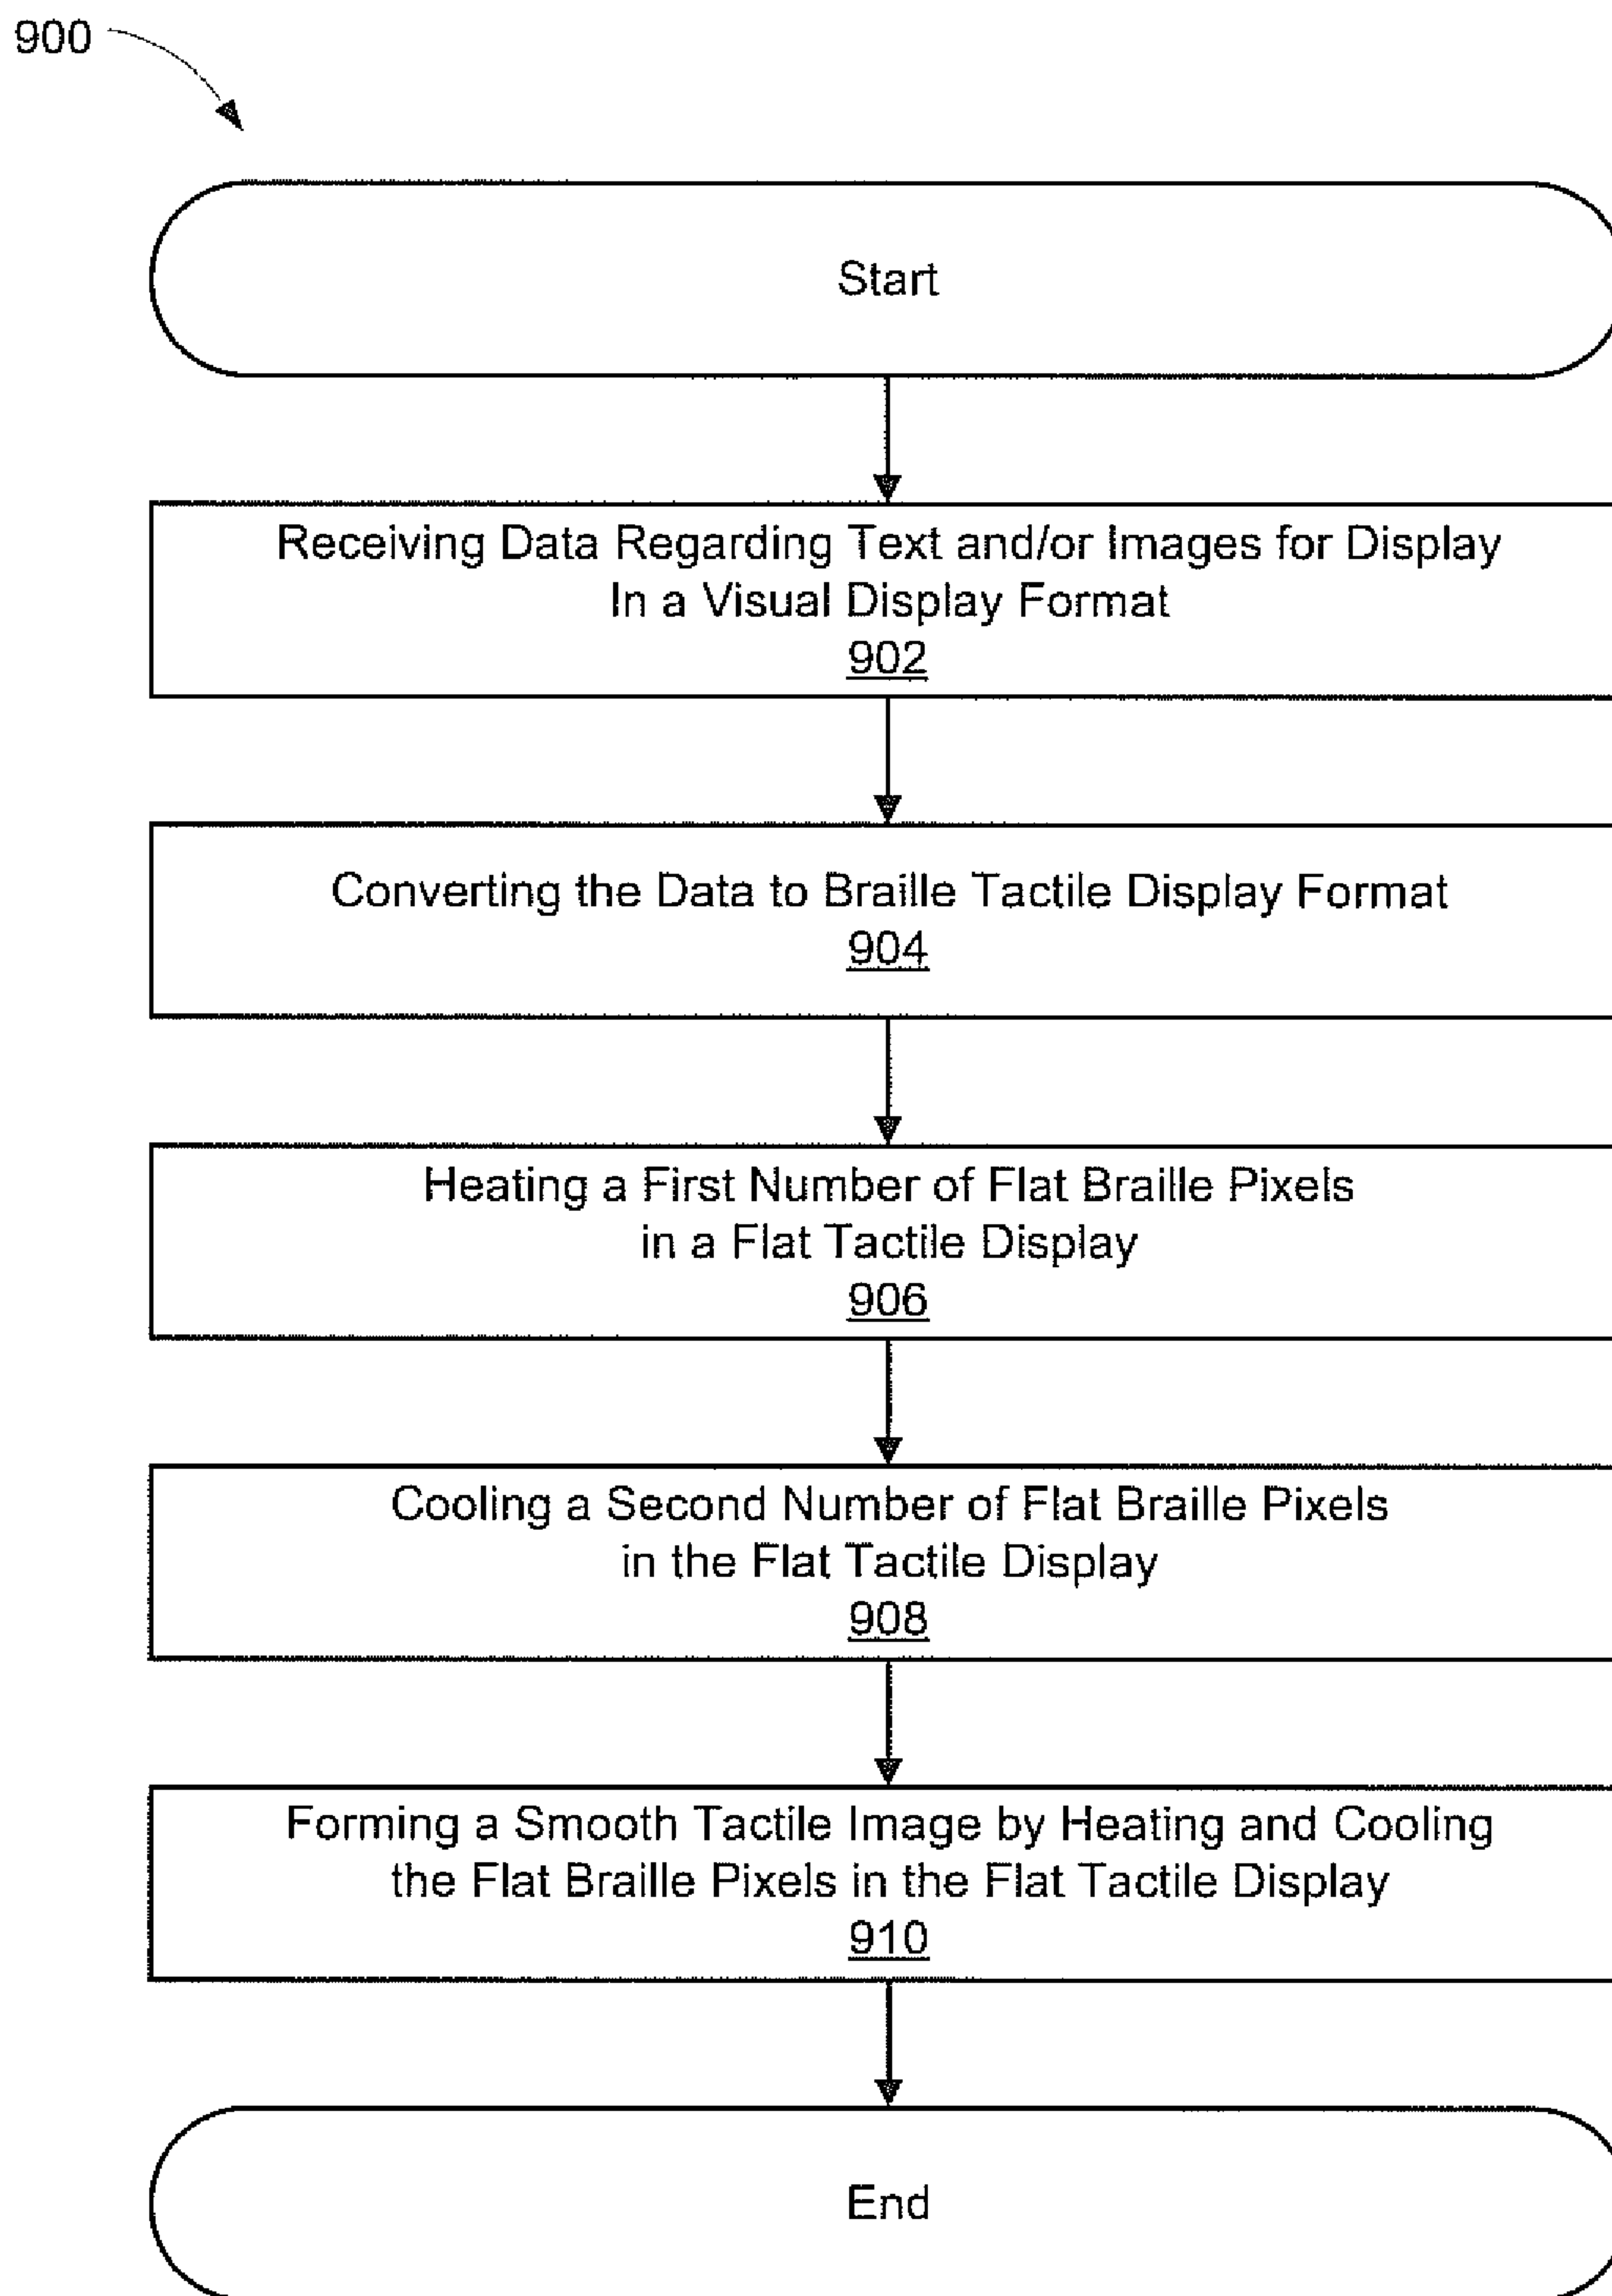 900
Start
Receiving Data Regarding Text and/or Images for Display
In a Visual Display Format
902
Converting the Data to Braille Tactile Display Format
904
Heating a First Number of Flat Braille Pixels
in a Flat Tactile Display
906
Cooling a Second Number of Flat Braille Pixels
in the Flat Tactile Display
908
Forming a Smooth Tactile Image by Heating and Cooling
the Flat Braille Pixels in the Flat Tactile Display
910
End